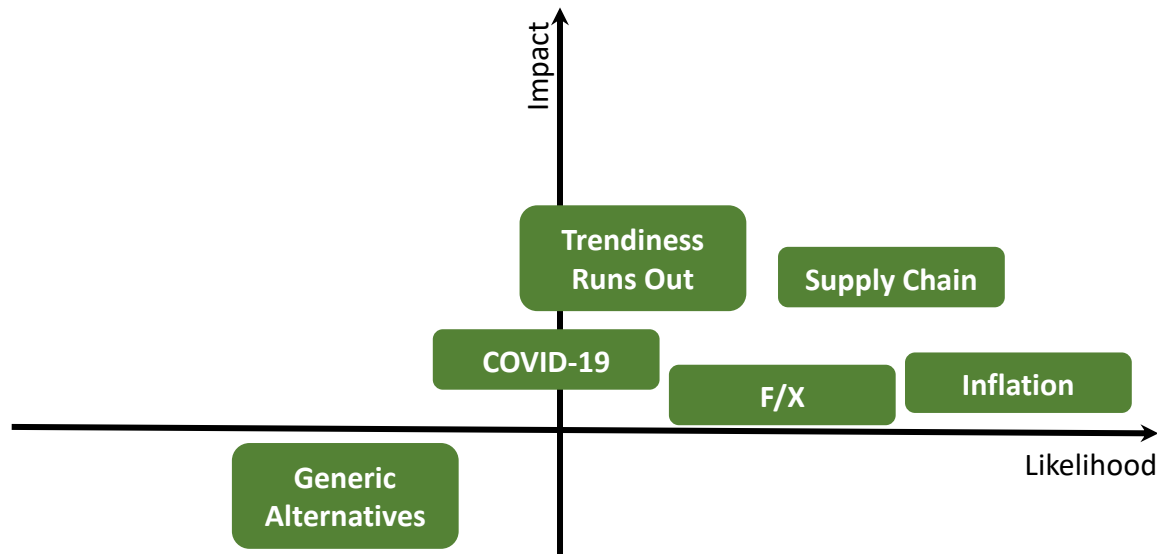 Impact
Trendiness
Runs Out
Supply Chain
COVID-19
F/X
Inflation
Likelihood
Generic
Alternatives